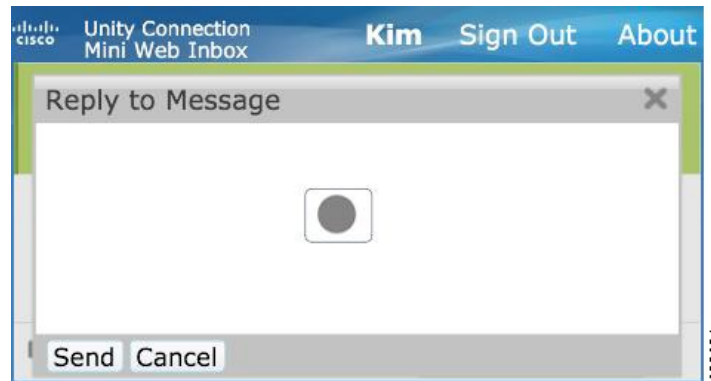 cisco
Unity Connection
Mini Web Inbox
Kim Sign Out About
Reply to Message
Send Cancel